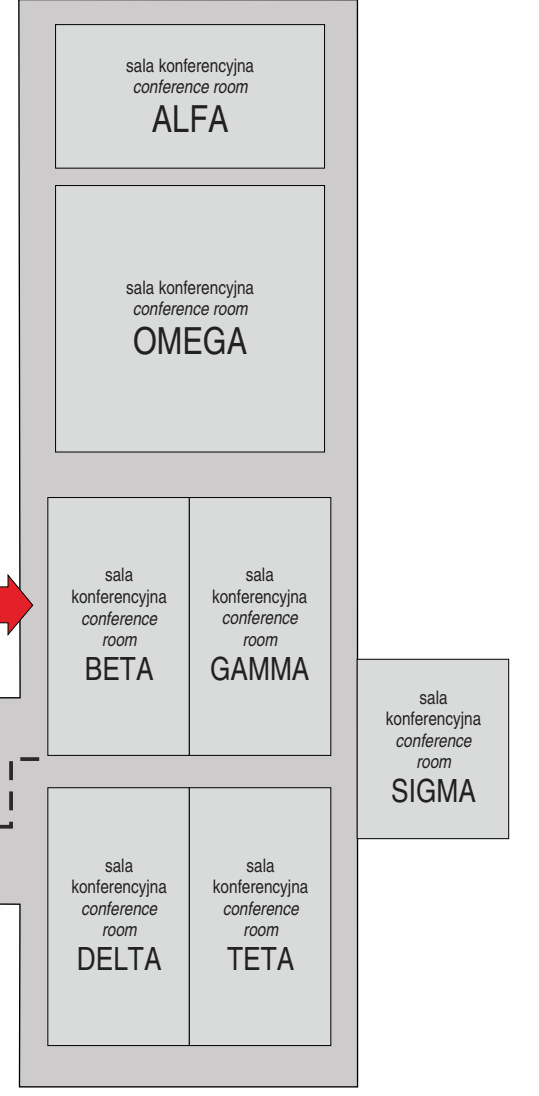 sala konferencyjna
conference room
ALFA
sala konferencyjna
conference room
OMEGA
sala
konferencyjna
conference
room
BETA
sala
konferencyjna
conference
room
GAMMA
sala
konferencyjna
conference
room
SIGMA
sala
konferencyjna
conference
room
DELTA
sala
konferencyjna
conference
room
TETA